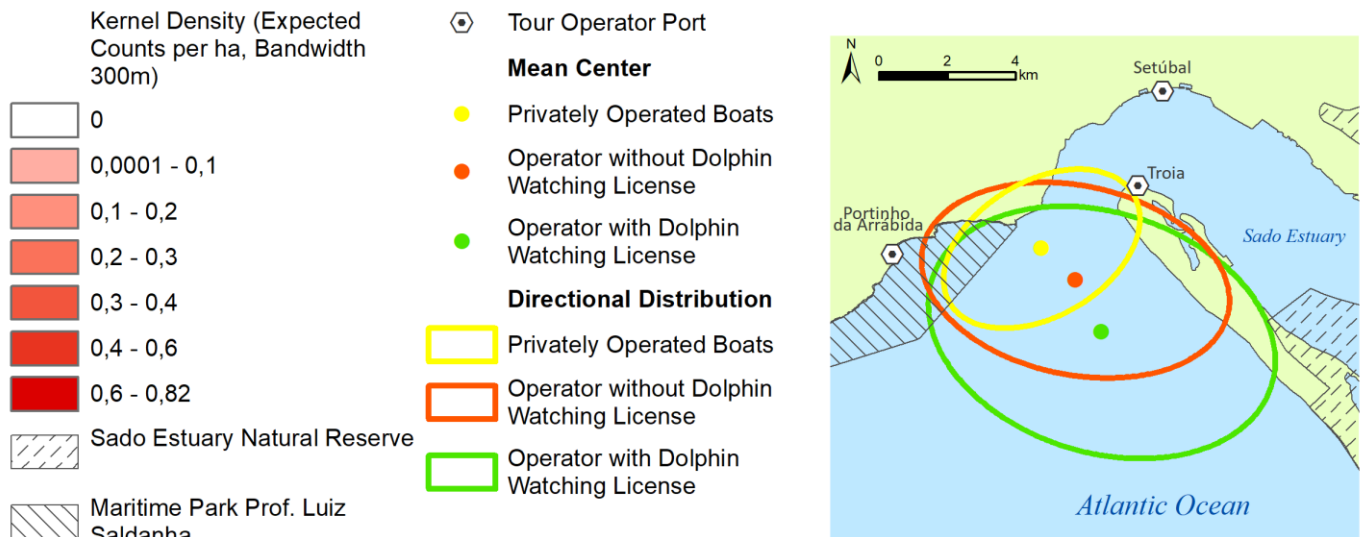 Kernel Density (Expected
Counts per ha, Bandwidth
300m)
0
0,0001 - 0,1
0,1 - 0,2
0,2 - 0,3
0,3 - 0,4
0,4 - 0,6
0,6 - 0,82
Sado Estuary Natural Reserve
Maritime Park Prof. Luiz
Saldanha
Tour Operator Port
Mean Center
Privately Operated Boats
Operator without Dolphin
Watching License
Operator with Dolphin
Watching License
Directional Distribution
Privately Operated Boats
Operator without Dolphin
Watching License
Operator with Dolphin
Watching License
N
0 2 4
km
Setúbal
Troia
Portinho
da Arrábida
Sado Estuary
Atlantic Ocean